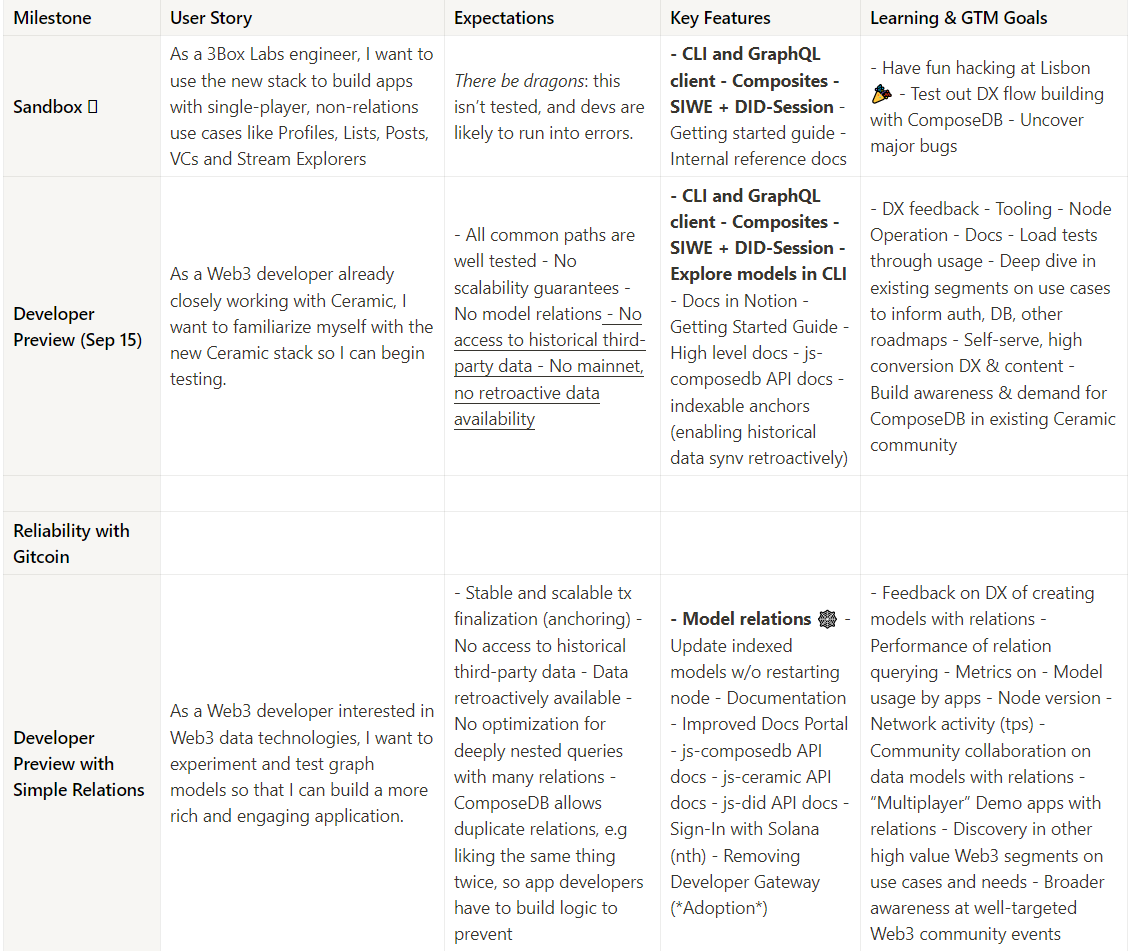 Milestone
User Story
Expectations
Key Features
Learning & GTM Goals
Sandbox
As a 3Box Labs engineer, I want to
use the new stack to build apps
with single-player, non-relations
use cases like Profiles, Lists, Posts,
VCs and Stream Explorers
There be dragons: this
isn’t tested, and devs are
likely to run into errors.
- CLI and GraphQL
client - Composites -
SIWE + DID-Session -
Getting started guide -
Internal reference docs
- Have fun hacking at Lisbon
🎉 - Test out DX flow building
with ComposeDB - Uncover
major bugs
Developer
Preview (Sep 15)
As a Web3 developer already
closely working with Ceramic, I
want to familiarize myself with the
new Ceramic stack so I can begin
testing.
- All common paths are
well tested - No
scalability guarantees -
No model relations - No
access to historical third-
party data - No mainnet,
no retroactive data
availability
- CLI and GraphQL
client - Composites -
SIWE + DID-Session -
Explore models in CLI
- Docs in Notion -
Getting Started Guide -
High level docs - js-
composedb API docs -
indexable anchors
(enabling historical
data synv retroactively)
- DX feedback - Tooling - Node
Operation - Docs - Load tests
through usage - Deep dive in
existing segments on use cases
to inform auth, DB, other
roadmaps - Self-serve, high
conversion DX & content -
Build awareness & demand for
ComposeDB in existing Ceramic
community
Reliability with
Gitcoin
Developer
Preview with
Simple Relations
As a Web3 developer interested in
Web3 data technologies, I want to
experiment and test graph
models so that I can build a more
rich and engaging application.
- Stable and scalable tx
finalization (anchoring) -
No access to historical
third-party data - Data
retroactively available -
No optimization for
deeply nested queries
with many relations -
ComposeDB allows
duplicate relations, e.g
liking the same thing
twice, so app developers
have to build logic to
prevent
- Model relations 🕸 -
Update indexed
models w/o restarting
node - Documentation
- Improved Docs Portal
- js-composedb API
docs - js-ceramic API
docs - js-did API docs -
Sign-In with Solana
(nth) - Removing
Developer Gateway
(*Adoption*)
- Feedback on DX of creating
models with relations -
Performance of relation
querying - Metrics on - Model
usage by apps - Node version -
Network activity (tps) -
Community collaboration on
data models with relations -
“Multiplayer” Demo apps with
relations - Discovery in other
high value Web3 segments on
use cases and needs - Broader
awareness at well-targeted
Web3 community events